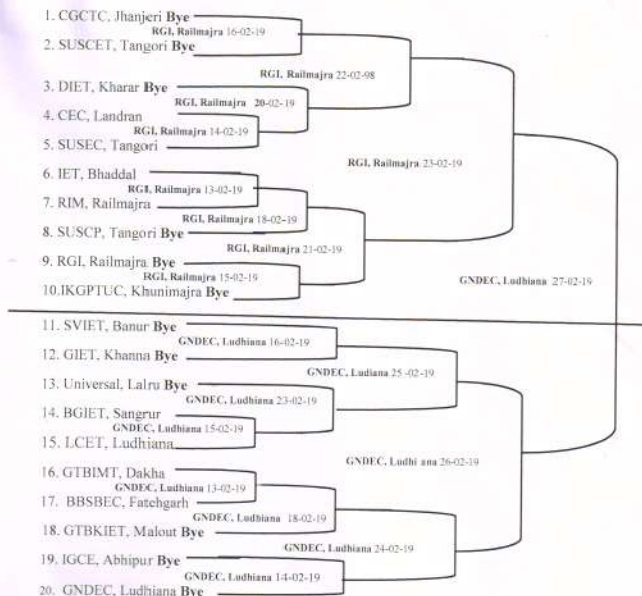 1. CGCTC, Jhanjeri Bye
RGI, Railmajra 16-02-19
2. SUSCET, Tangori Bye
RGI, Railmajra 22-02-98
3. DIET, Kharar Bye
RGI, Railmajra 20-02-19
4. CEC, Landran
RGI, Railmajra 14-02-19
5. SUSEC, Tangori
RGI, Railmajra 23-02-19
6. IET, Bhaddal
RGI, Railmajra 13-02-19
7. RIM, Railmajra
RGI, Railmajra 18-02-19
8. SUSCP, Tangori Bye
RGI, Railmajra 21-02-19
9. RGI, Railmajra Bye
RGI, Railmajra 15-02-19
GNDEC, Ludhiana 27-02-19
10.IKGPTUC, Khunimajra Bye
11. SVIET, Banur Bye
GNDEC, Ludhiana 16-02-19
12. GIET, Khanna Bye
GNDEC, Ludiana 25 -02-19
13. Universal, Lalru Bye
GNDEC, Ludhiana 23-02-19
14. BGIET, Sangrur
GNDEC, Ludhiana 15-02-19
15. LCET, Ludhiana
GNDEC, Ludhi ana 26-02-19
16. GTBIMT, Dakha
GNDEC, Ludhiana 13-02-19
17. BBSBEC, Fatehgarh
GNDEC, Ludhiana 18-02-19
18. GTBKIET, Malout Bye
GNDEC, Ludhiana 24-02-19
19. IGCE, Abhipur Bye
GNDEC, Ludhiana 14-02-19
20. GNDEC, Ludhiana Bye